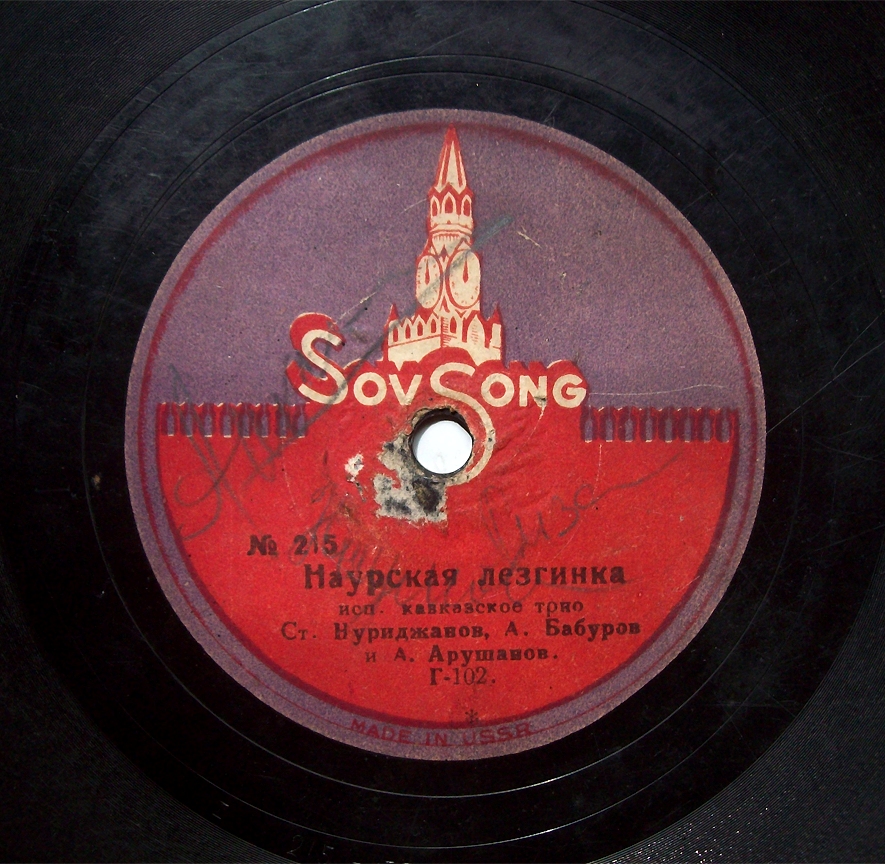 SovSong
№ 215
Наурская лезгинка
исп. кавказское трио
Ст. Нуриджанов, А. Бабуров
и А. Арушанов.
Г-102.
*
MADE IN USSR